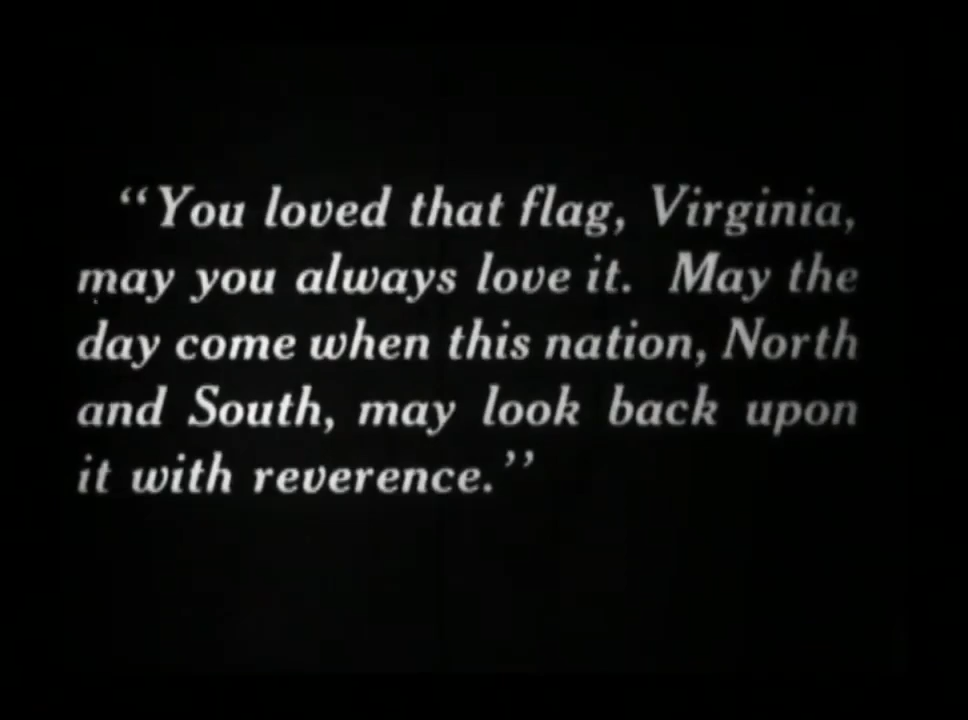 “You loved that flag, Virginia,
may you always love it. May the
day come when this nation, North
and South, may look back upon
it with reverence.”